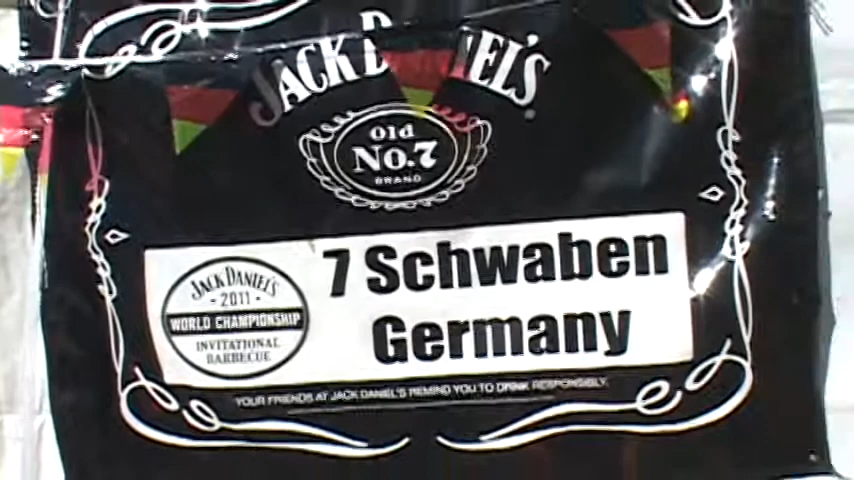 JACK DANIEL'S
Old
No. 7
BRAND
JACK DANIEL'S
2011
WORLD CHAMPIONSHIP
INVITATIONAL
BARBECUE
7 Schwaben
Germany
YOUR FRIENDS AT JACK DANIEL'S REMIND YOU TO DRINK RESPONSIBLY.